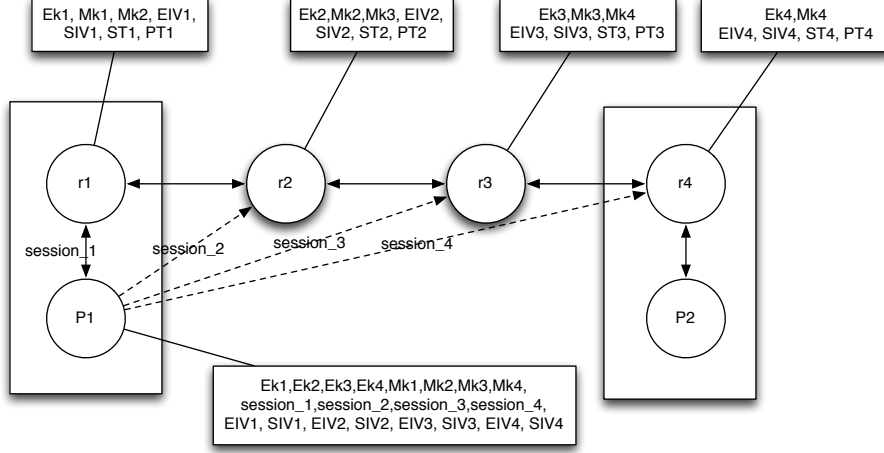 Ek1, Mk1, Mk2, EIV1,
SIV1, ST1, PT1
Ek2,Mk2,Mk3, EIV2,
SIV2, ST2, PT2
Ek3,Mk3,Mk4
EIV3, SIV3, ST3, PT3
Ek4,Mk4
EIV4, SIV4, ST4, PT4
r1
r2
r3
r4
session_1
session_2
session_3
session_4
P1
P2
Ek1,Ek2,Ek3,Ek4,Mk1,Mk2,Mk3,Mk4,
session_1,session_2,session_3,session_4,
EIV1, SIV1, EIV2, SIV2, EIV3, SIV3, EIV4, SIV4